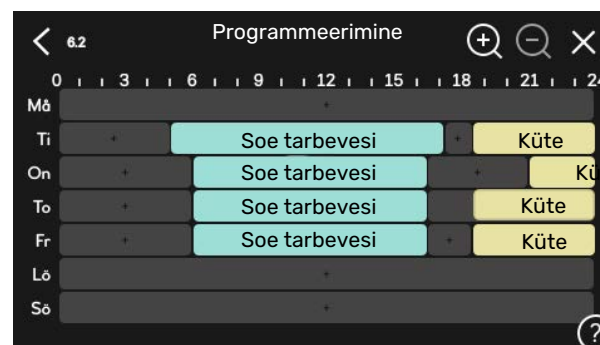 6.2 Programmeerimine
0 3 6 9 12 15 18 21 24
Må
Ti Soe tarbevesi Küte
On Soe tarbevesi Kü
To Soe tarbevesi Küte
Fr Soe tarbevesi Küte
Lö
Sö
?